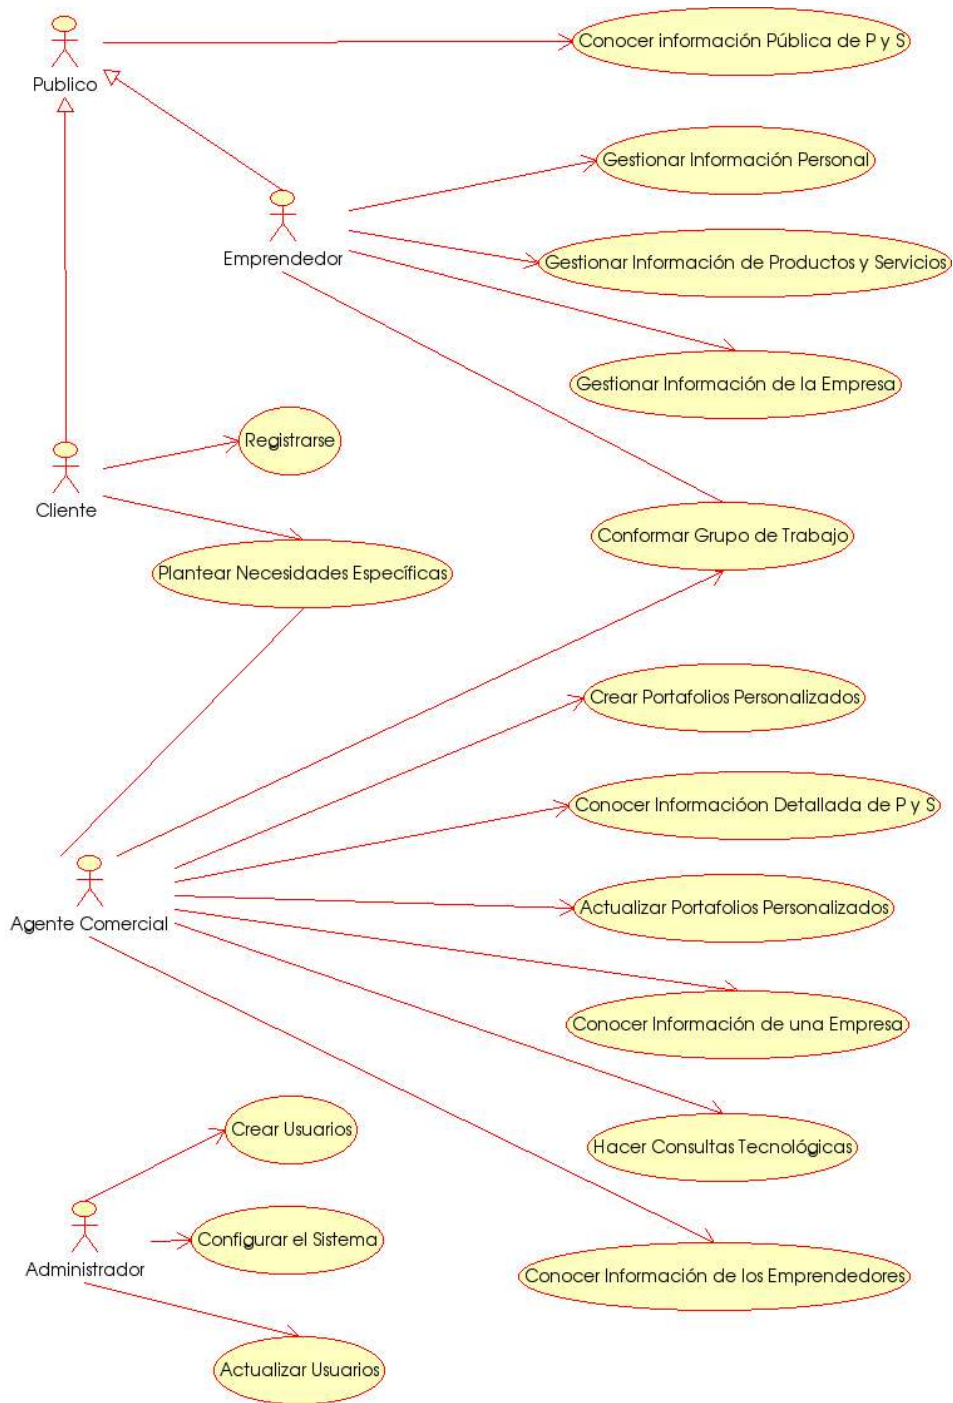 Conocer información Pública de P y S
Publico
Gestionar Información Personal
Emprendedor
Gestionar Información de Productos y Servicios
Gestionar Información de la Empresa
Registrarse
Cliente
Conformar Grupo de Trabajo
Plantear Necesidades Específicas
Crear Portafolios Personalizados
Conocer Informacióon Detallada de P y S
Actualizar Portafolios Personalizados
Agente Comercial
Conocer Información de una Empresa
Crear Usuarios
Hacer Consultas Tecnológicas
Configurar el Sistema
Administrador
Conocer Información de los Emprendedores
Actualizar Usuarios